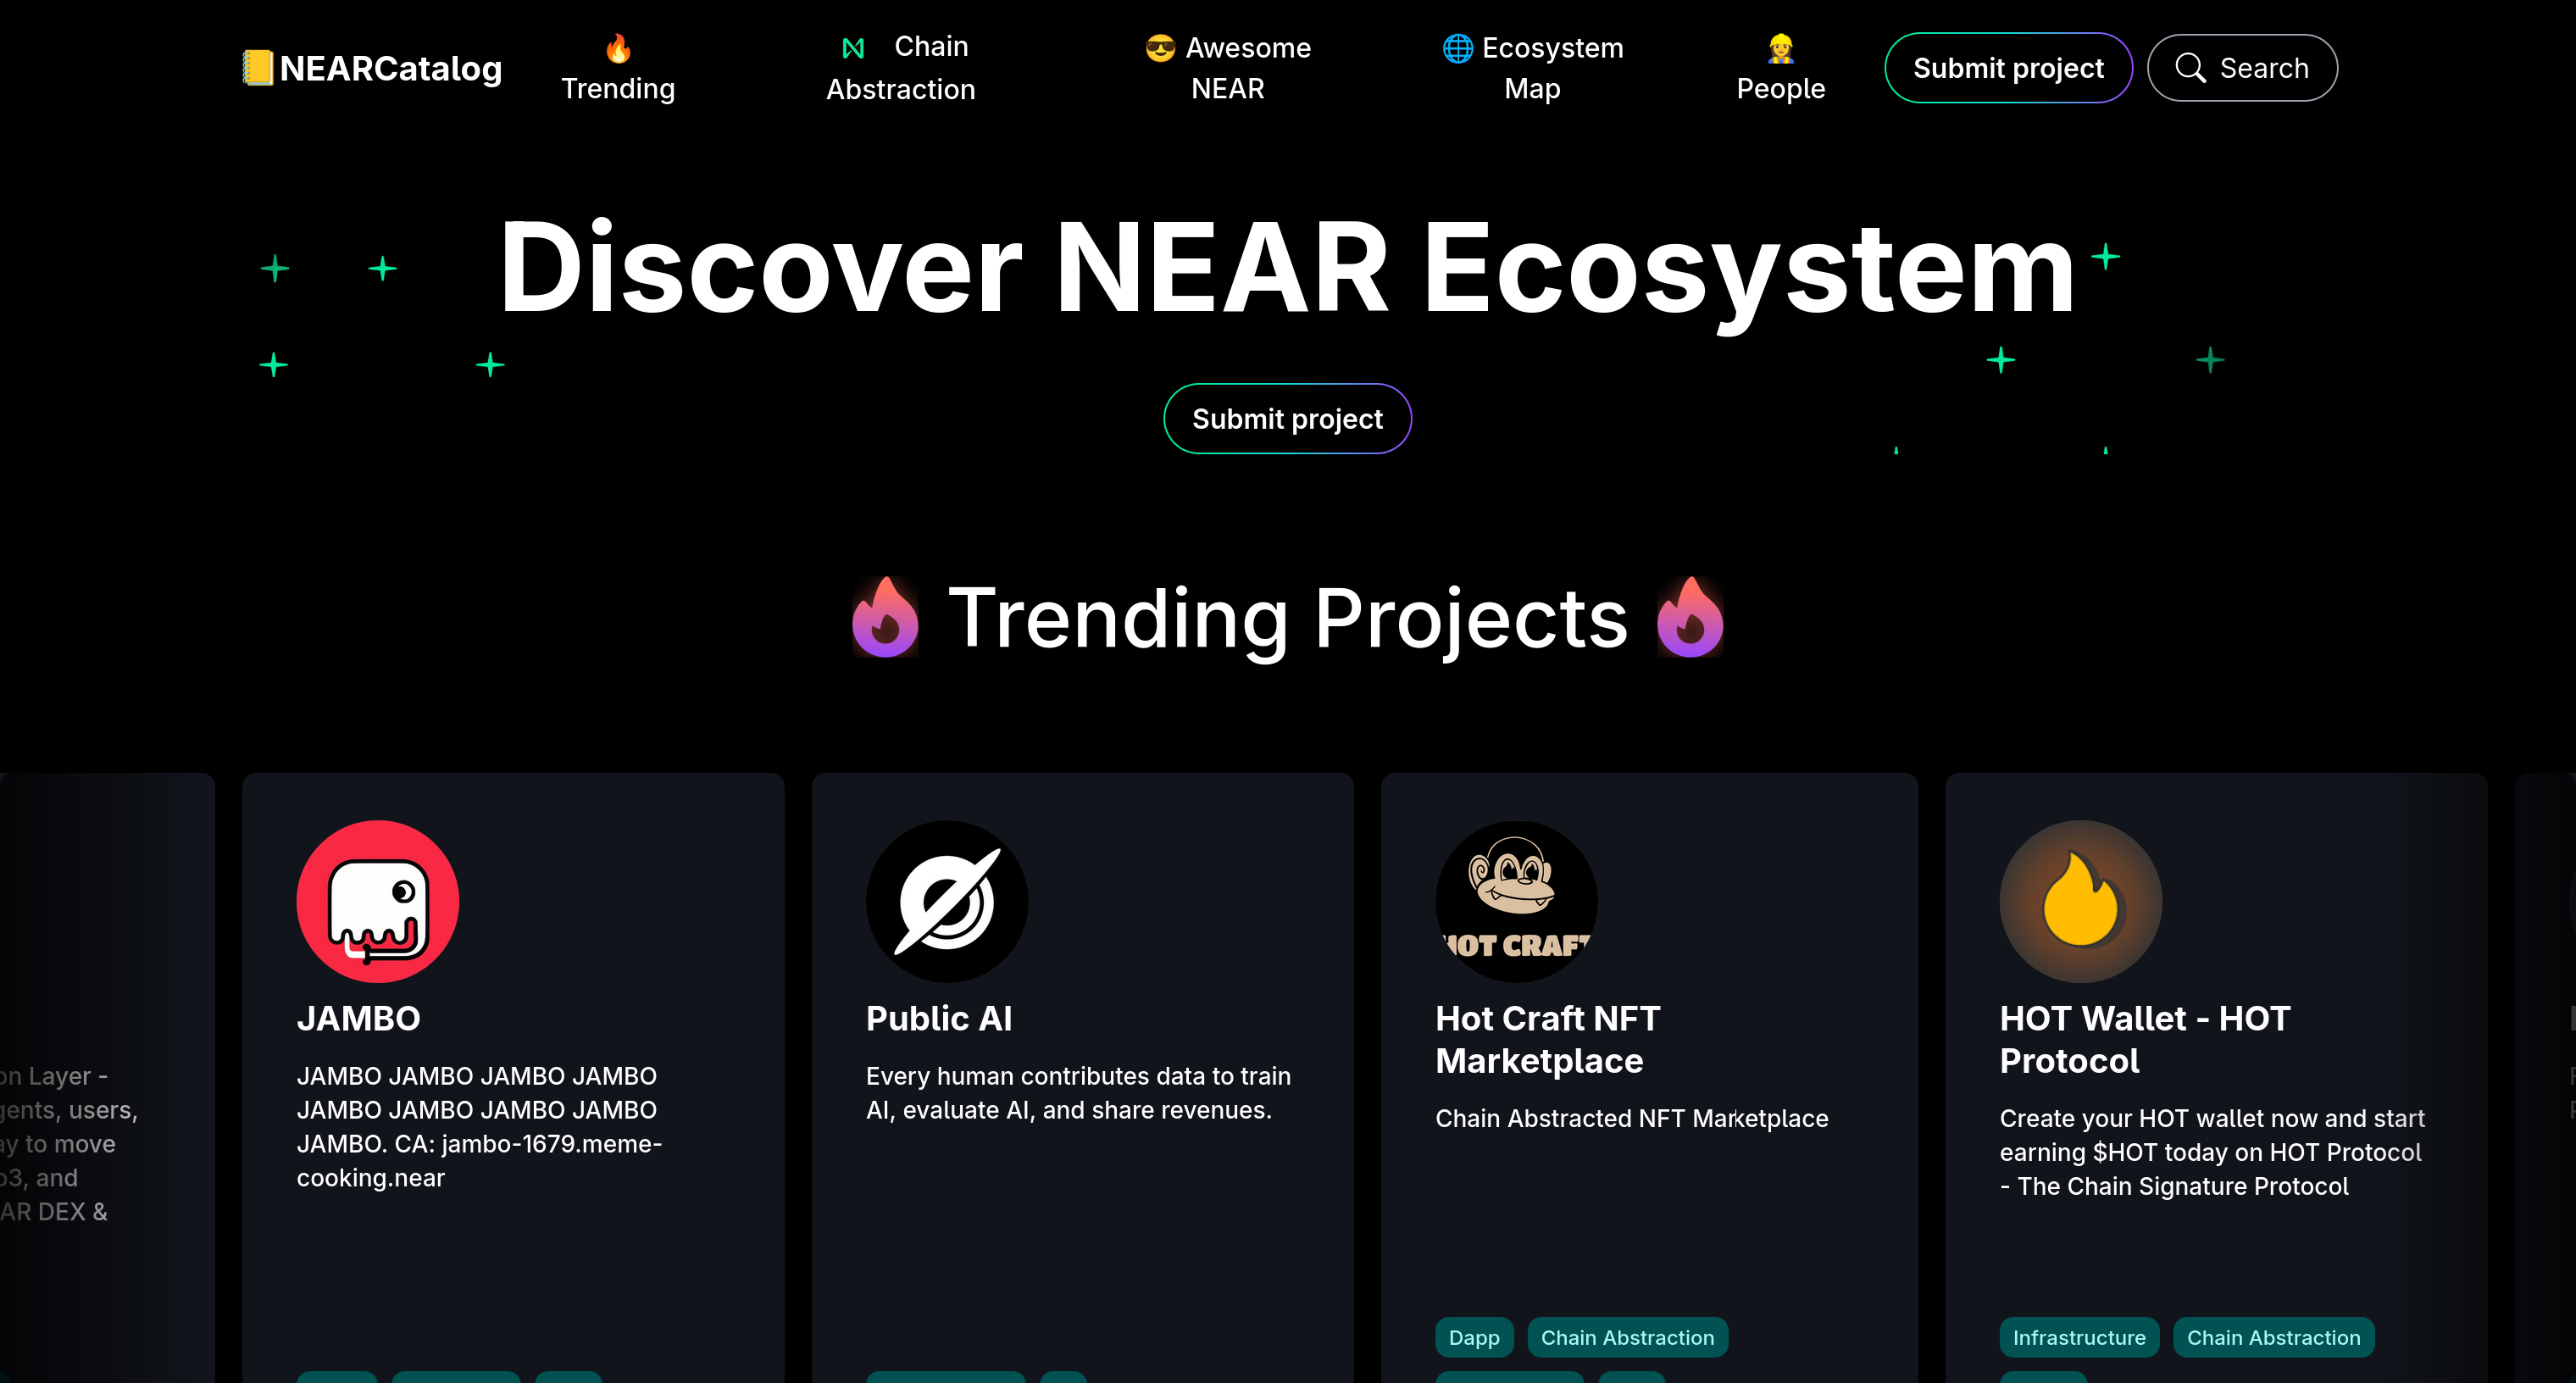 NEARCatalog
Trending
Chain
Abstraction
Awesome
NEAR
Ecosystem
Map
People
Submit project
Search
Discover NEAR Ecosystem
Submit project
Trending Projects
on Layer -
gents, users,
ay to move
and
AR DEX &
JAMBO
JAMBO JAMBO JAMBO JAMBO
JAMBO JAMBO JAMBO JAMBO
JAMBO. CA: jambo-1679.meme-
cooking.near
Public AI
Every human contributes data to train
AI, evaluate AI, and share revenues.
HOT CRAFT
Hot Craft NFT
Marketplace
Chain Abstracted NFT Marketplace
Dapp
Chain Abstraction
HOT Wallet - HOT
Protocol
Create your HOT wallet now and start
earning $HOT today on HOT Protocol
- The Chain Signature Protocol
Infrastructure
Chain Abstraction